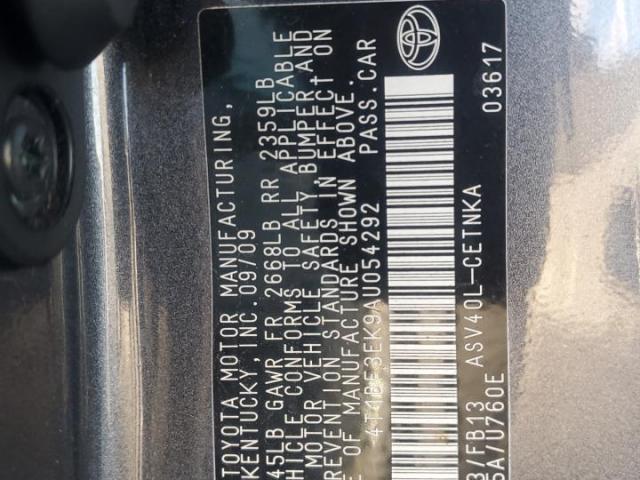 TOYOTA MOTOR MANUFACTURING,
KENTUCKY, INC. 09/09
45LB GAWR FR 2668LB RR 2359LB
HICLE CONFORMS TO ALL APPLICABLE
MOTOR VEHICLE SAFETY, BUMPER AND
REVENTION STANDARDS IN EFFECT ON
E OF MANUFACTURE SHOWN ABOVE.
4T1BF3EK9AU054292 PASS.CAR
03617
3/FB13 ASV40L-CETNKA
6A/U760E